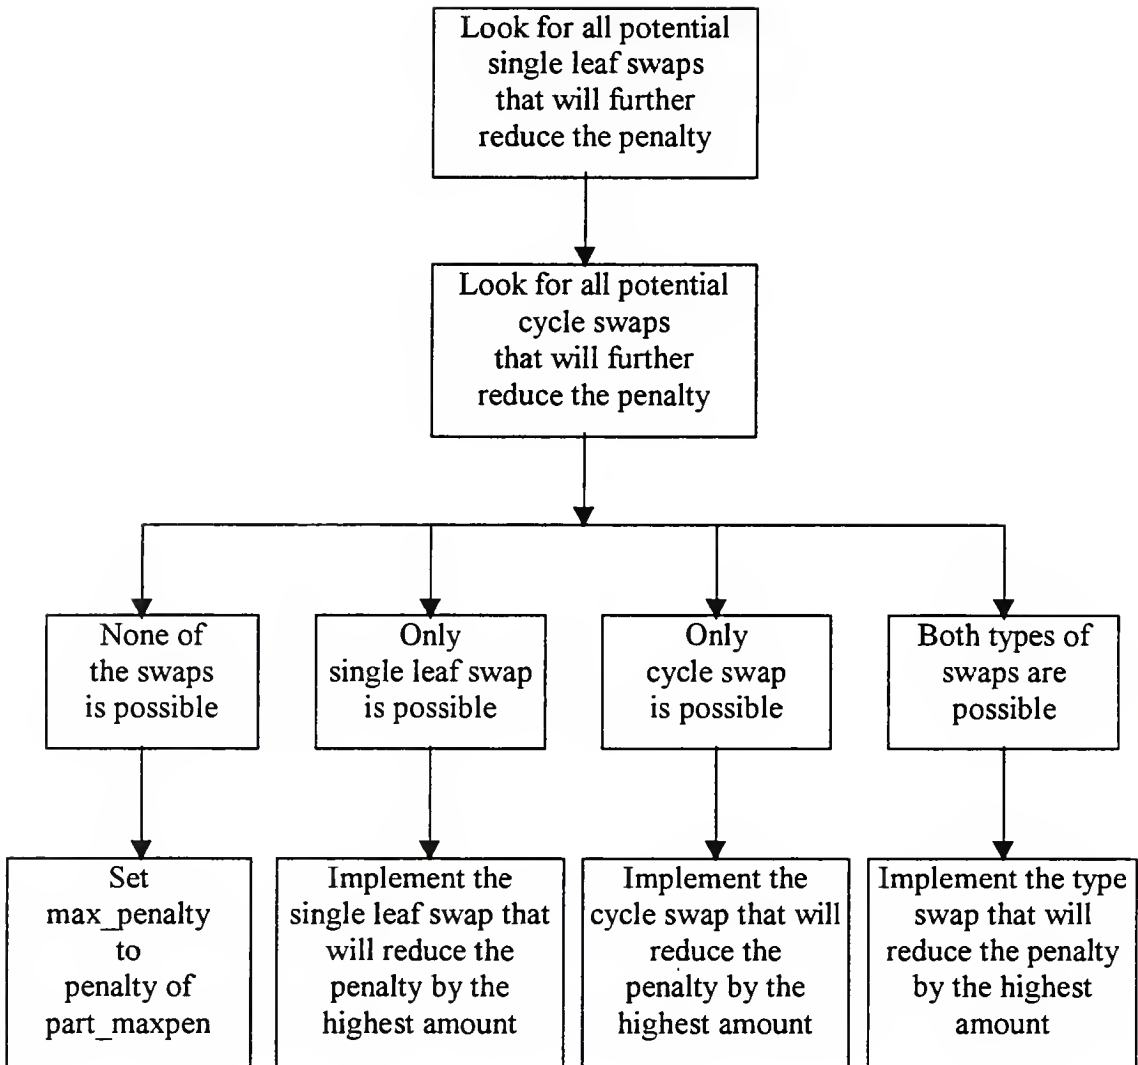 Look for all potential
single leaf swaps
that will further
reduce the penalty
Look for all potential
cycle swaps
that will further
reduce the penalty
None of
the swaps
is possible
Only
single leaf swap
is possible
Only
cycle swap
is possible
Both types of
swaps are
possible
Set
max_penalty
to
penalty of
part_maxpen
Implement the
single leaf swap that
will reduce the
penalty by the
highest amount
Implement the
cycle swap that will
reduce the
penalty by the
highest amount
Implement the type
swap that will
reduce the penalty
by the highest
amount